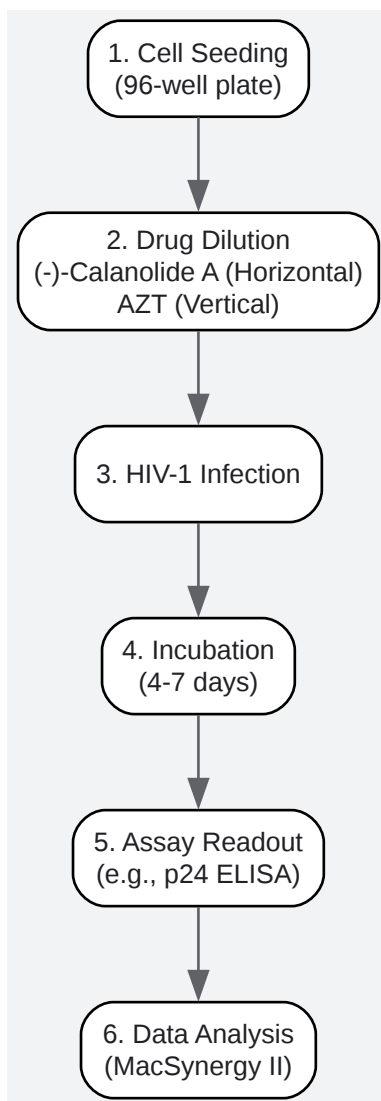 1. Cell Seeding
(96-well plate)
2. Drug Dilution
(-)-Calanolide A (Horizontal)
AZT (Vertical)
3. HIV-1 Infection
4. Incubation
(4-7 days)
5. Assay Readout
(e.g., p24 ELISA)
6. Data Analysis
(MacSynergy II)